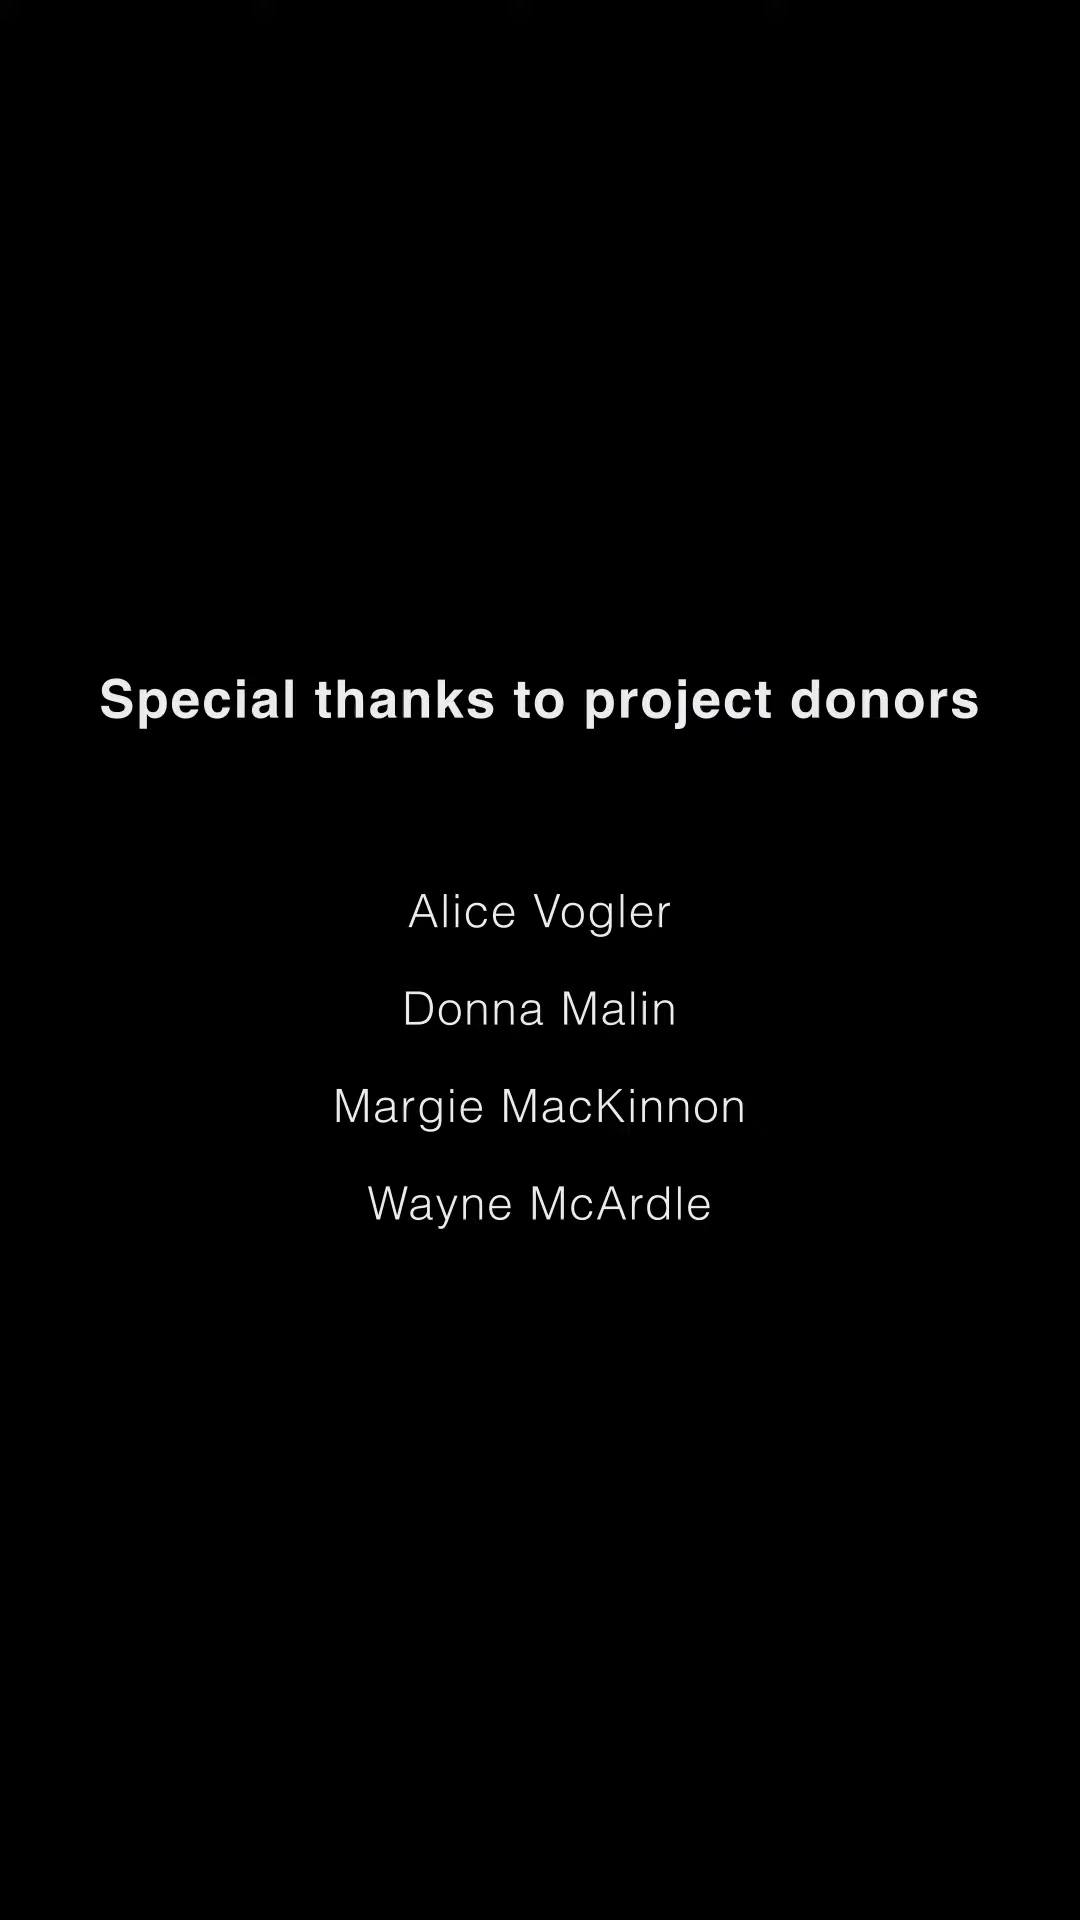 Special thanks to project donors
Alice Vogler
Donna Malin
Margie MacKinnon
Wayne McArdle